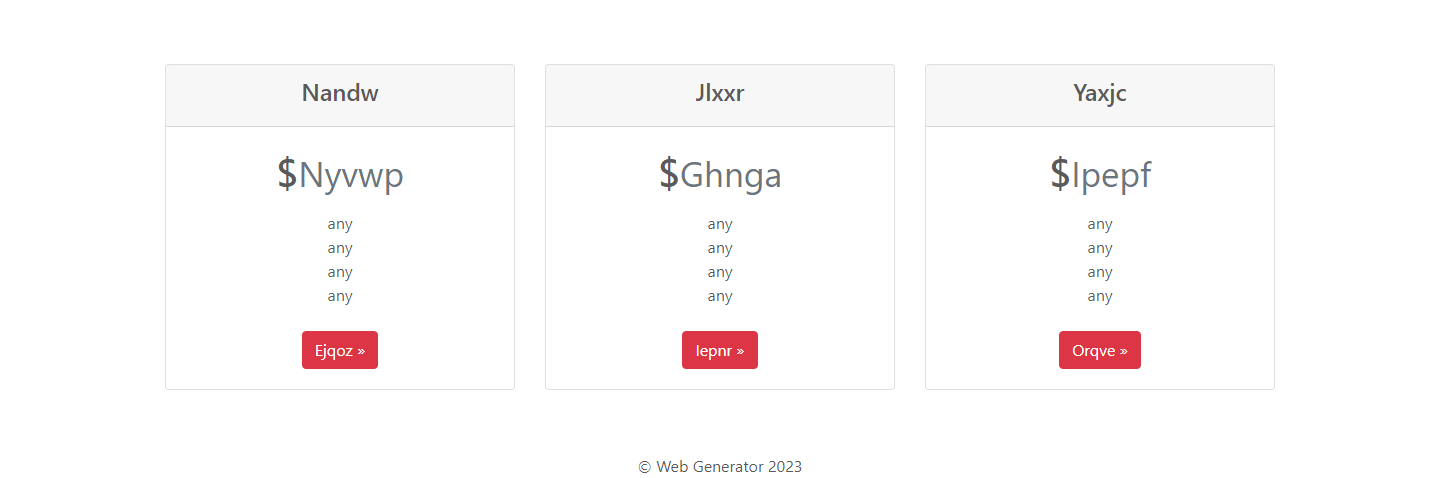 Nandw
$Nyvwp
any
any
any
any
Ejqoz »
Jlxxr
$Ghnga
any
any
any
any
Iepnr »
Yaxjc
$Ipepf
any
any
any
any
Orqve »
© Web Generator 2023